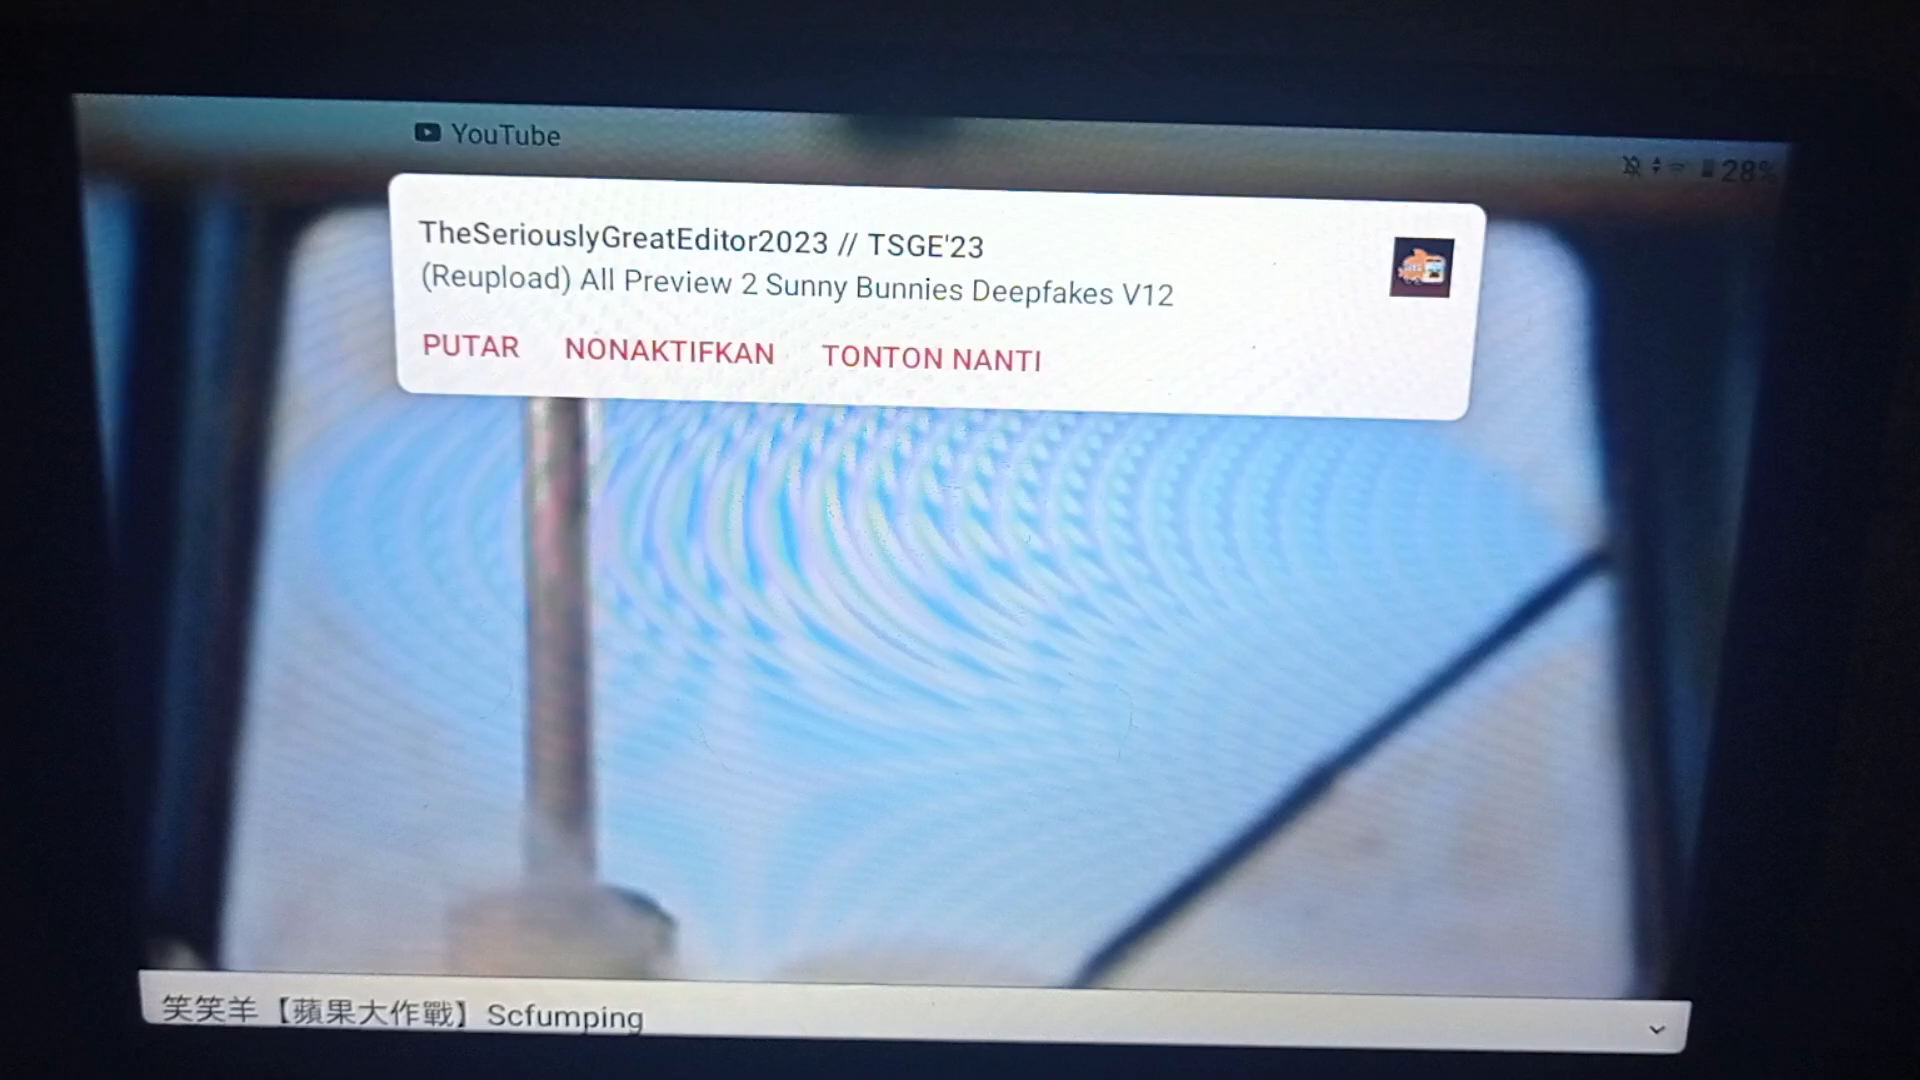 YouTube
28%
TheSeriouslyGreatEditor2023 // TSGE'23
(Reupload) All Preview 2 Sunny Bunnies Deepfakes V12
PUTAR NONAKTIFKAN TONTON NANTI
笑笑羊【蘋果大作戰】Scfumping